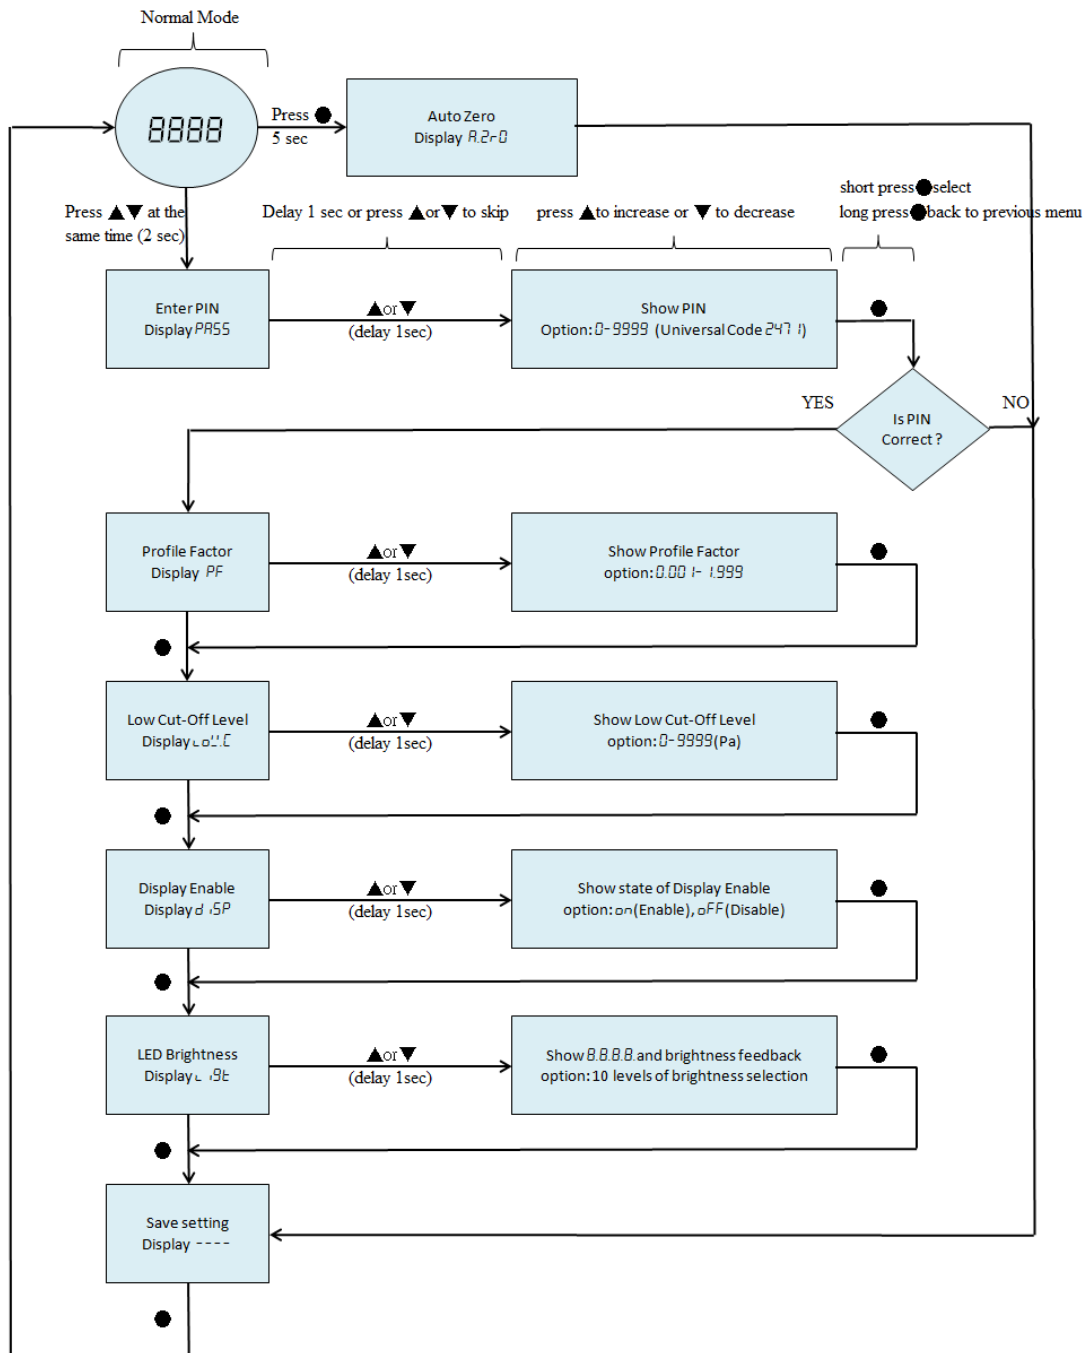 Normal Mode
8888
Press ●
5 sec
Auto Zero
Display A.2r0
Press ▲▼ at the
same time (2 sec)
Delay 1 sec or press ▲or▼ to skip
press ▲to increase or ▼ to decrease
short press●select
long press●back to previous menu
Enter PIN
Display PASS
▲or▼
(delay 1sec)
Show PIN
Option: 0-9999 (Universal Code 2471)
●
Is PIN
Correct ?
YES
NO
Profile Factor
Display PF
▲or▼
(delay 1sec)
Show Profile Factor
option: 0.001-1.999
●
●
Low Cut-Off Level
Display LoW.C
▲or▼
(delay 1sec)
Show Low Cut-Off Level
option: 0-9999(Pa)
●
●
Display Enable
Display diSP
▲or▼
(delay 1sec)
Show state of Display Enable
option: on(Enable), oFF(Disable)
●
●
LED Brightness
Display Ligt
▲or▼
(delay 1sec)
Show 8.8.8.8. and brightness feedback
option: 10 levels of brightness selection
●
●
Save setting
Display ----
●